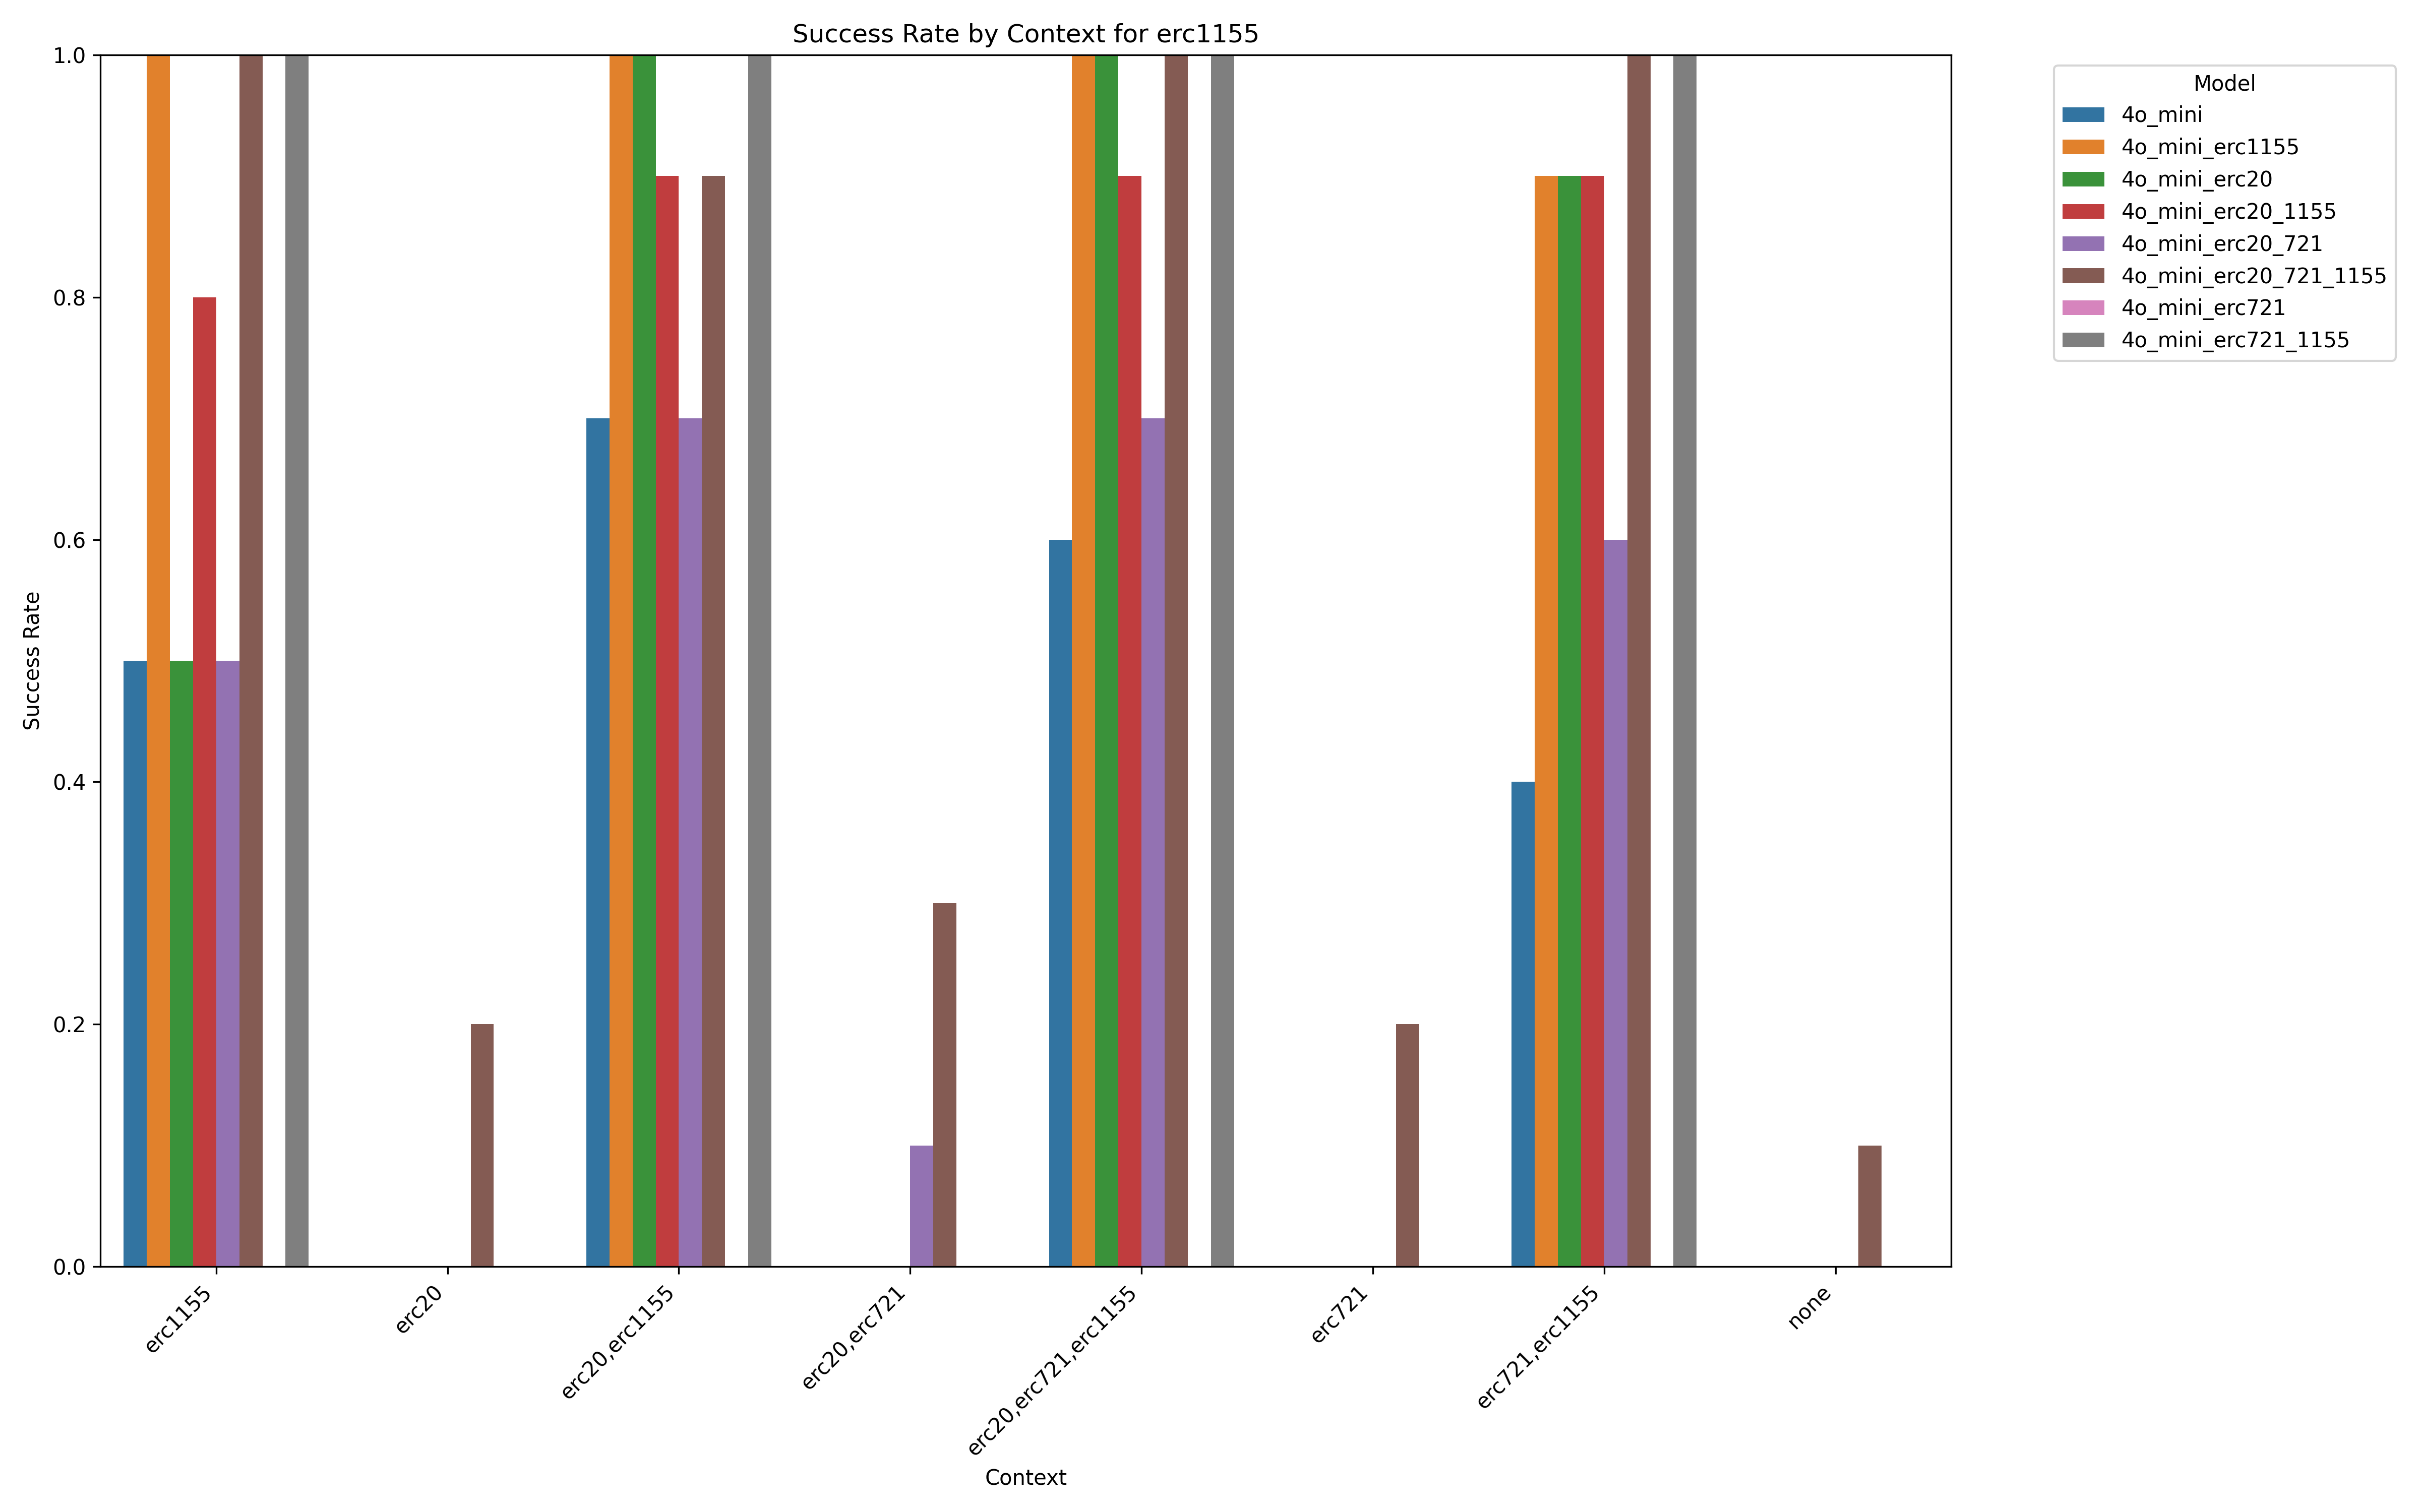 Success Rate by Context for erc1155
Success Rate
1.0
0.8
0.6
0.4
0.2
0.0
erc1155
erc20
erc20,erc1155
erc20,erc721
erc20,erc721,erc1155
erc721
erc721,erc1155
none
Context
Model
4o_mini
4o_mini_erc1155
4o_mini_erc20
4o_mini_erc20_1155
4o_mini_erc20_721
4o_mini_erc20_721_1155
4o_mini_erc721
4o_mini_erc721_1155